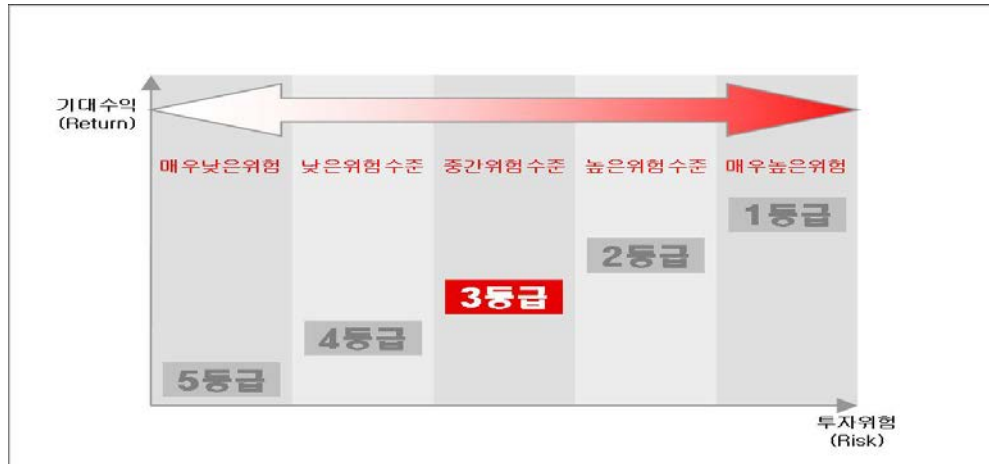 기대수익
(Return)
매우낮은위험 낮은위험수준 중간위험수준 높은위험수준 매우높은위험
1등급
2등급
3등급
4등급
5등급
투자위험
(Risk)